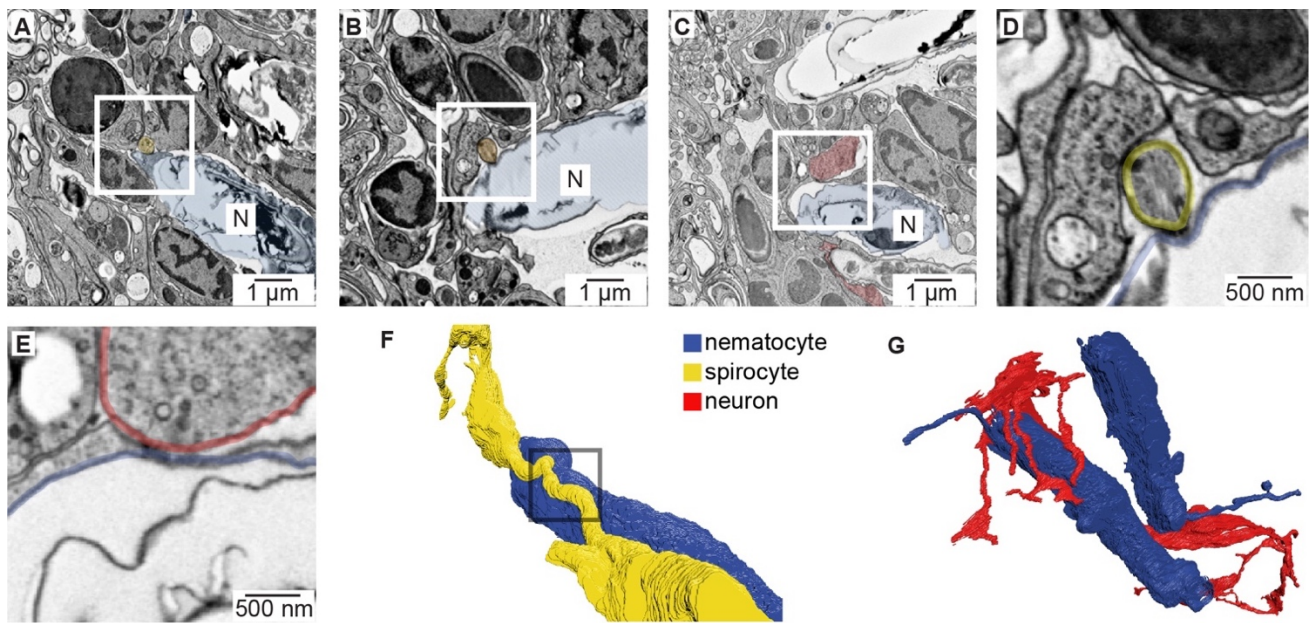 A
B
C
D
N
N
N
1 µm
1 µm
1 µm
500 nm
E
F
nematocyte
spirocyte
neuron
G
500 nm